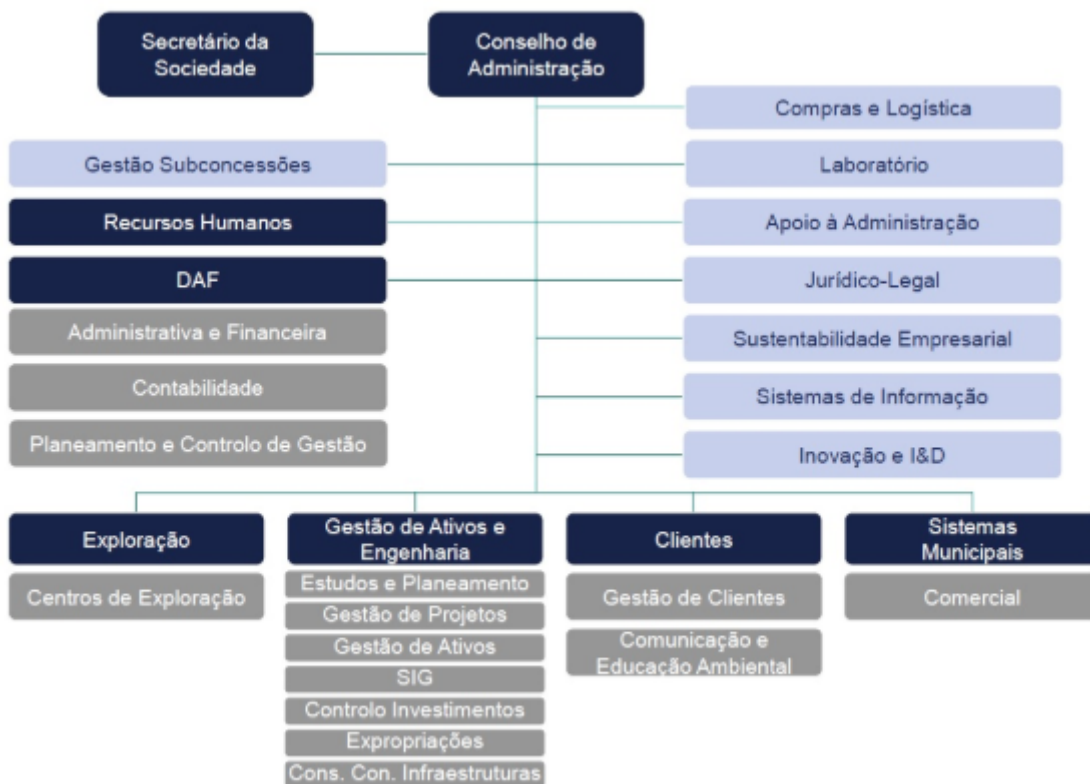 Secretário da
Sociedade
Conselho de
Administração
Compras e Logística
Gestão Subconcessões
Laboratório
Recursos Humanos
Apoio à Administração
DAF
Jurídico-Legal
Administrativa e Financeira
Sustentabilidade Empresarial
Contabilidade
Sistemas de Informação
Planeamento e Controlo de Gestão
Inovação e I&D
Exploração
Centros de Exploração
Gestão de Ativos e
Engenharia
Estudos e Planeamento
Gestão de Projetos
Gestão de Ativos
SIG
Controlo Investimentos
Expropriações
Cons. Con. Infraestruturas
Clientes
Gestão de Clientes
Comunicação e
Educação Ambiental
Sistemas
Municipais
Comercial